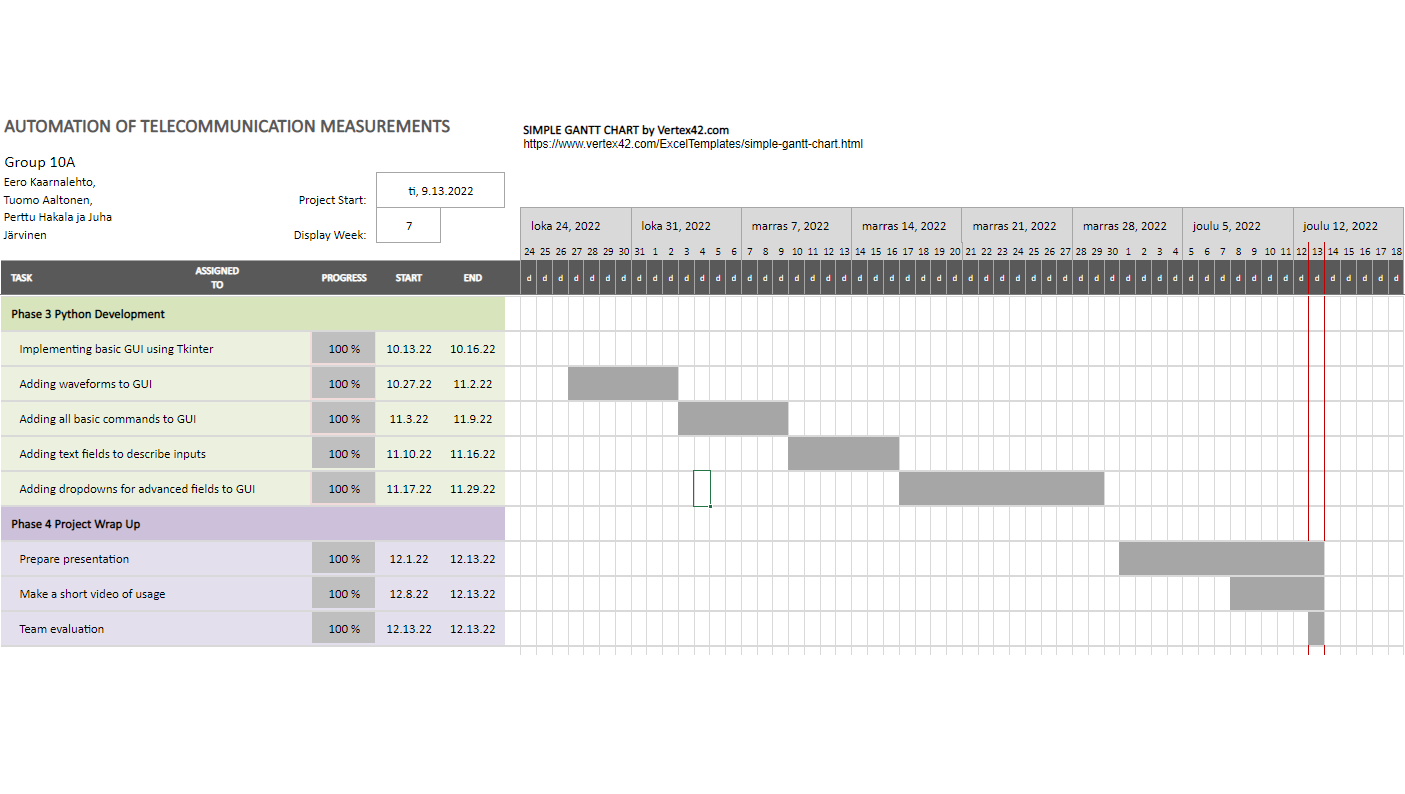 AUTOMATION OF TELECOMMUNICATION MEASUREMENTS
SIMPLE GANTT CHART by Vertex42.com
https://www.vertex42.com/ExcelTemplates/simple-gantt-chart.html
Group 10A
Eero Kaarnalehto,
Tuomo Aaltonen,
Perttu Hakala ja Juha
Järvinen
Project Start: ti, 9.13.2022
Display Week: 7
loka 24, 2022 loka 31, 2022 marras 7, 2022 marras 14, 2022 marras 21, 2022 marras 28, 2022 joulu 5, 2022 joulu 12, 2022
24 25 26 27 28 29 30 31 1 2 3 4 5 6 7 8 9 10 11 12 13 14 15 16 17 18 19 20 21 22 23 24 25 26 27 28 29 30 1 2 3 4 5 6 7 8 9 10 11 12 13 14 15 16 17 18
TASK ASSIGNED TO PROGRESS START END d d d d d d d d d d d d d d d d d d d d d d d d d d d d d d d d d d d d d d d d d d d d d d d d d d d d d d d d
Phase 3 Python Development
Implementing basic GUI using Tkinter 100 % 10.13.22 10.16.22
Adding waveforms to GUI 100 % 10.27.22 11.2.22
Adding all basic commands to GUI 100 % 11.3.22 11.9.22
Adding text fields to describe inputs 100 % 11.10.22 11.16.22
Adding dropdowns for advanced fields to GUI 100 % 11.17.22 11.29.22
Phase 4 Project Wrap Up
Prepare presentation 100 % 12.1.22 12.13.22
Make a short video of usage 100 % 12.8.22 12.13.22
Team evaluation 100 % 12.13.22 12.13.22